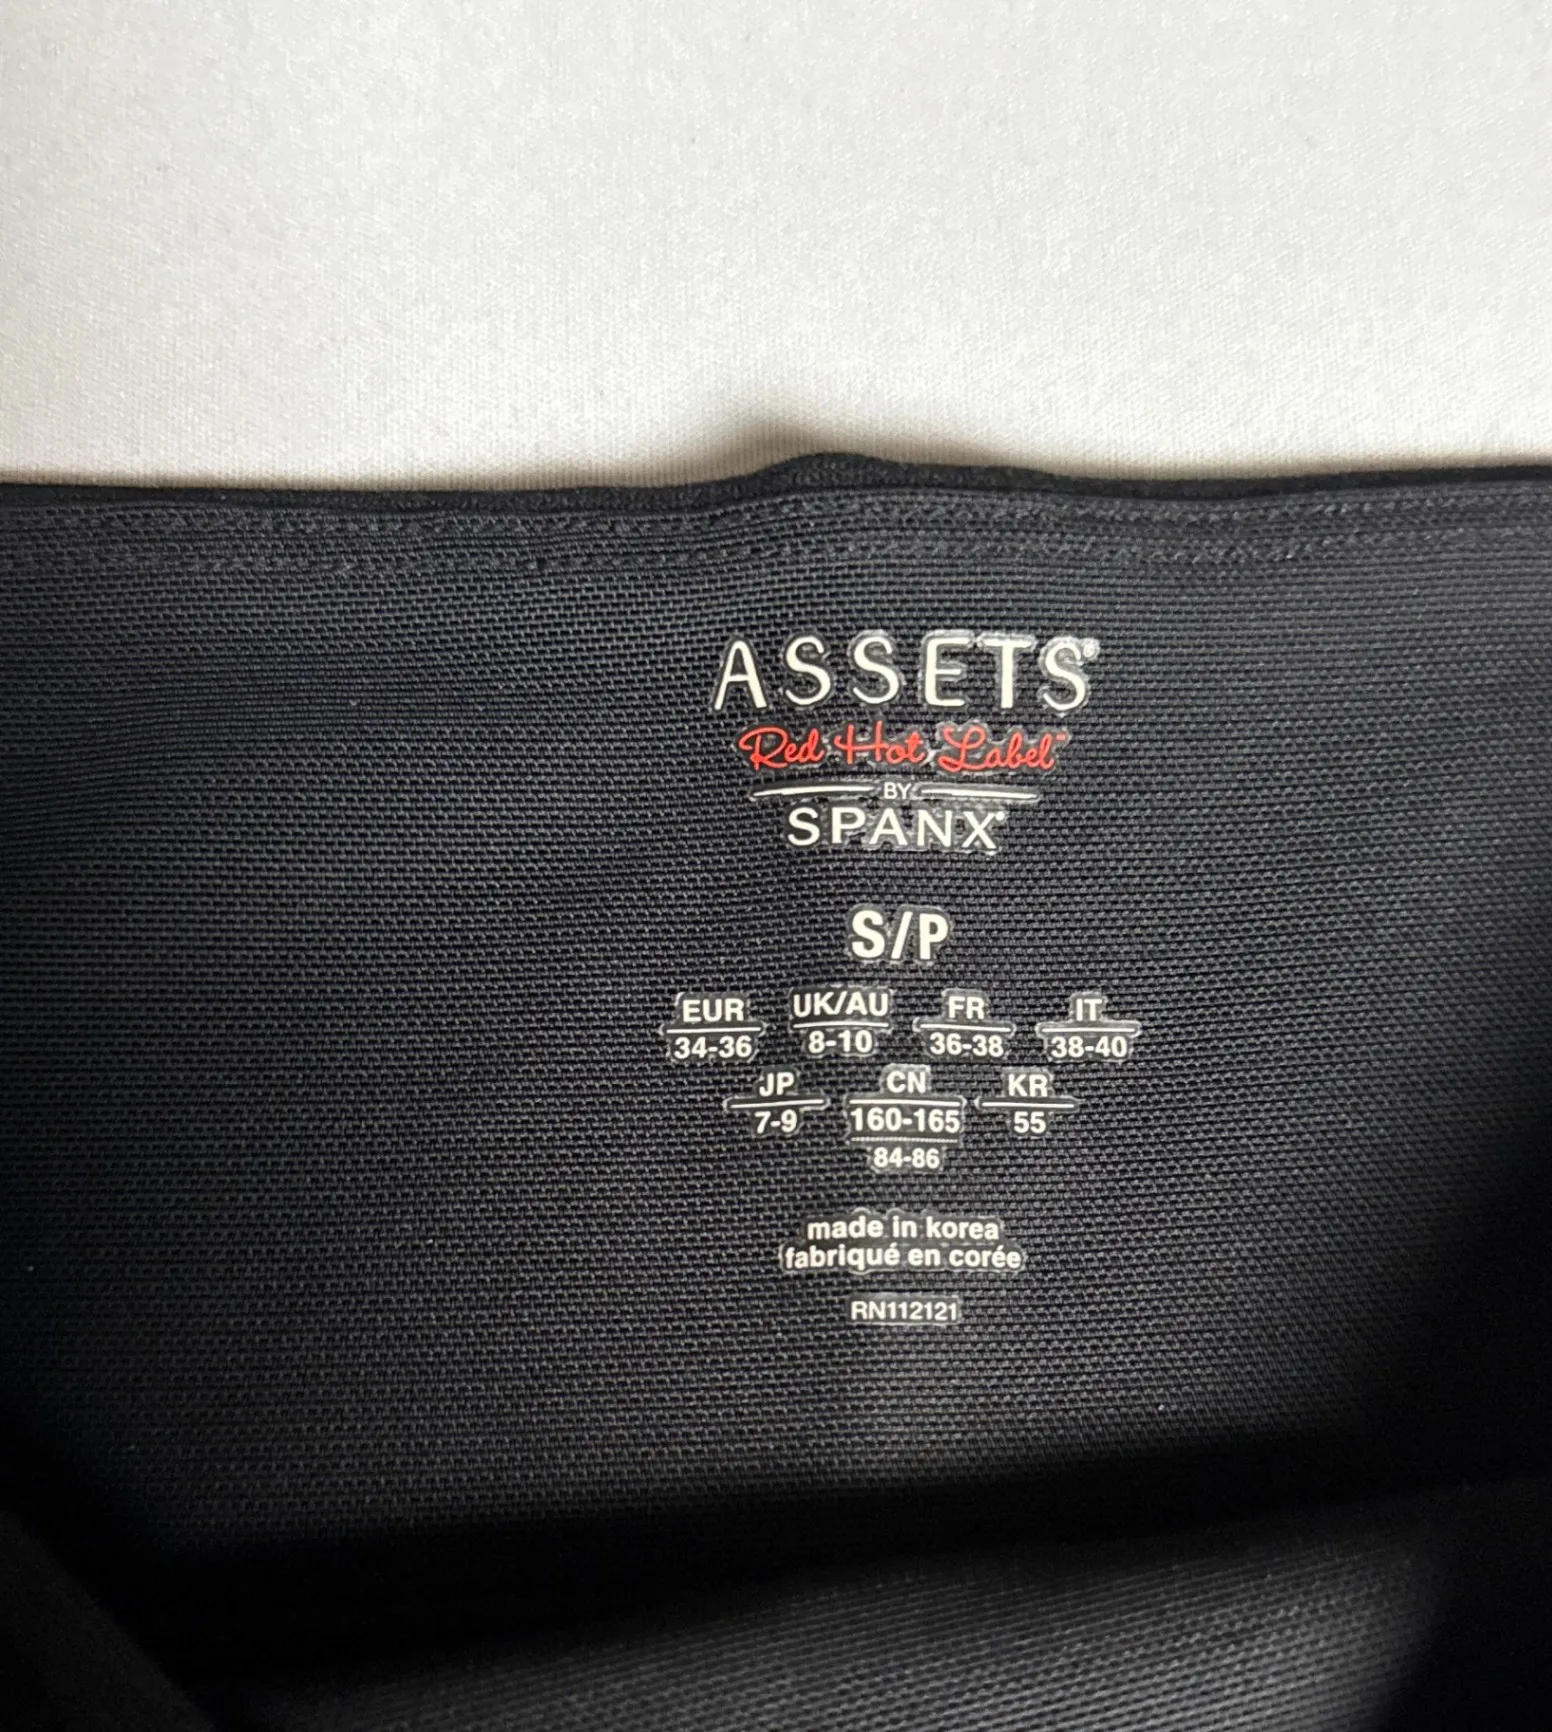 ASSETS®
Red Hot Label™
BY
SPANX®
S/P
EUR UK/AU FR IT
34-36 8-10 36-38 38-40
JP CN KR
7-9 160-165 55
84-86
made in korea
fabriqué en corée
RN112121